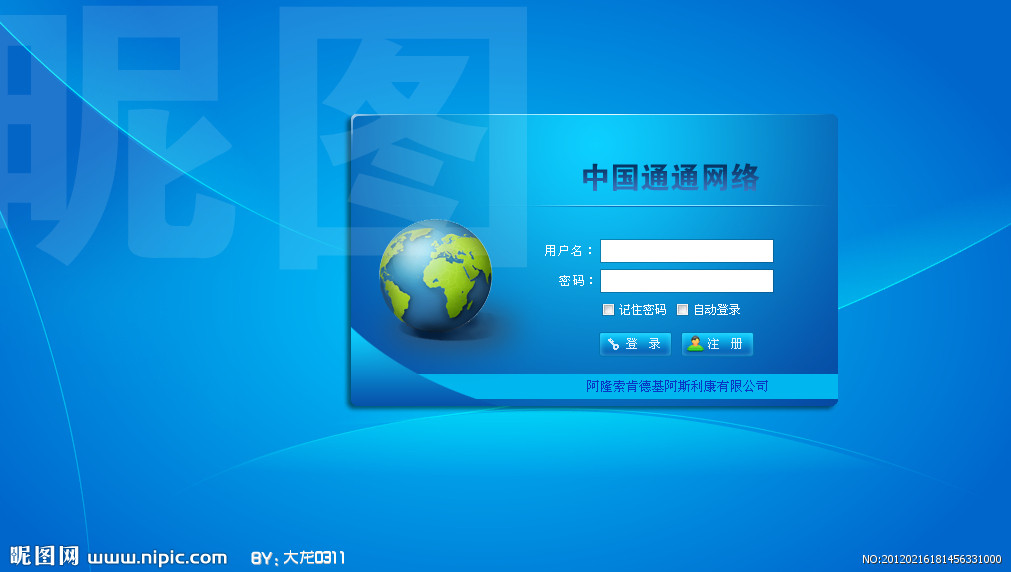 昵图
中国通通网络
用户名：
密码：
记住密码 自动登录
登 录 注 册
阿隆索肯德基阿斯利康有限公司
昵图网 www.nipic.com BY：大龙0311
NO:20120216181456331000